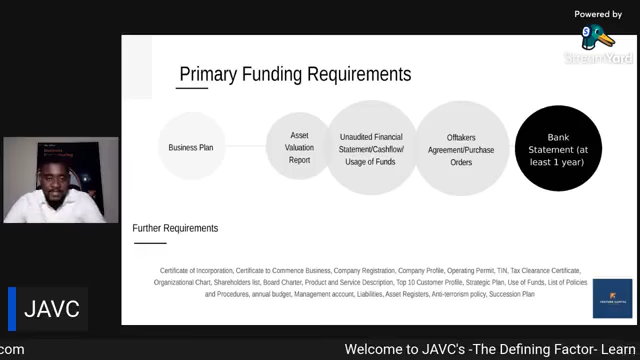 Powered by
StreamYard
Primary Funding Requirements
Business Plan
Asset
Valuation
Report
Unaudited Financial
Statement/Cashflow/
Usage of Funds
Offtakers
Agreement/Purchase
Orders
Bank
Statement (at
least 1 year)
Further Requirements
Certificate of Incorporation, Certificate to Commence Business, Company Registration, Company Profile, Operating Permit, TIN, Tax Clearance Certificate,
Organizational Chart, Shareholders list, Board Charter, Product and Service Description, Top 10 Customer Profile, Strategic Plan, Use of Funds, List of Policies
and Procedures, annual budget, Management account, Liabilities, Asset Registers, Anti-terrorism policy, Succession Plan
JAVC
com
Welcome to JAVC's -The Defining Factor- Learn